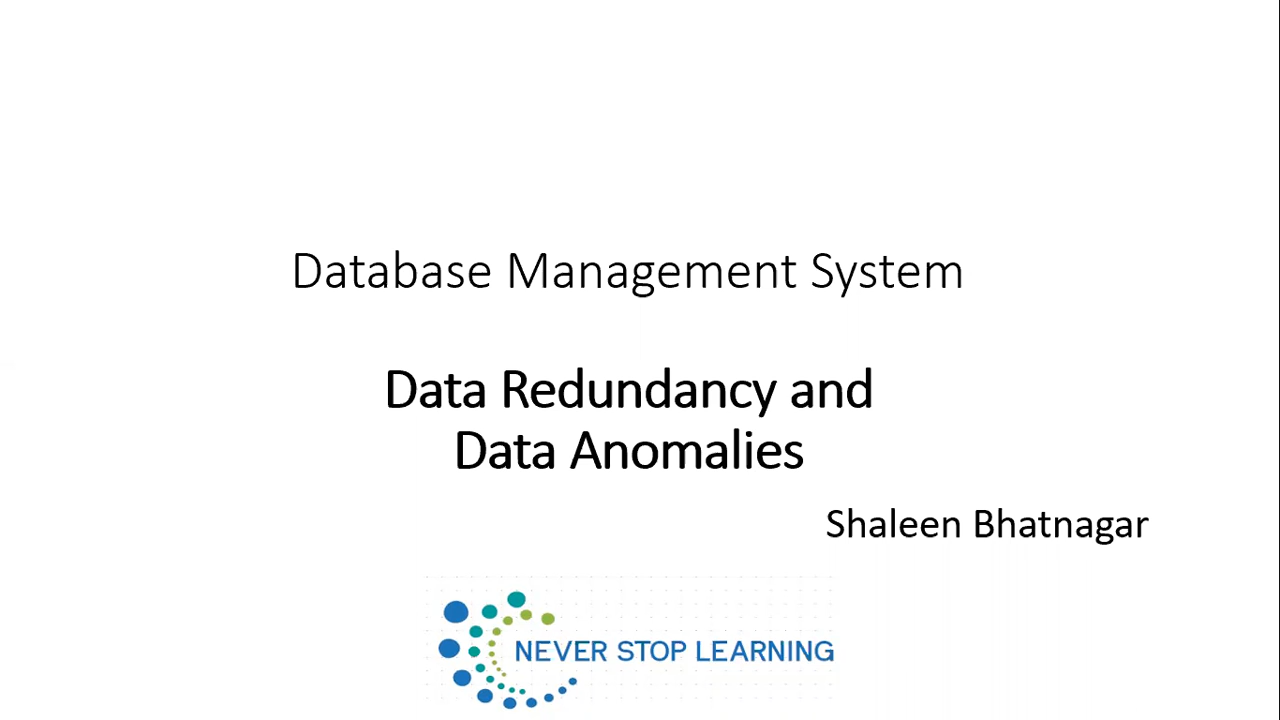 Database Management System
Data Redundancy and
Data Anomalies
Shaleen Bhatnagar
NEVER STOP LEARNING